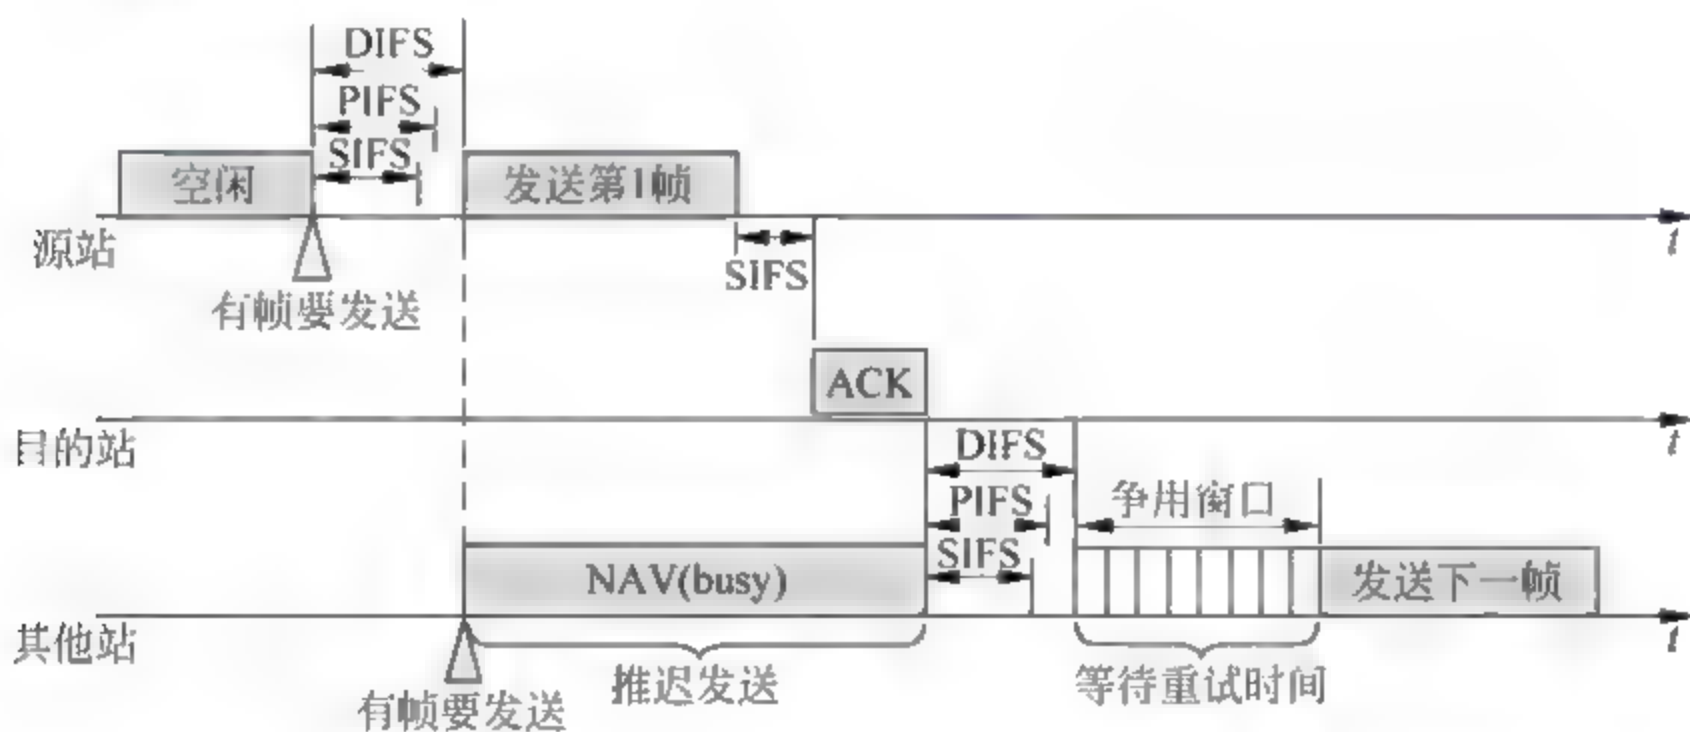 DIFS
PIFS
SIFS
空闲
发送第1帧
源站
t
SIFS
有帧要发送
ACK
目的站
t
DIFS
PIFS
争用窗口
SIFS
NAV(busy)
发送下一帧
其他站
t
推迟发送
等待重试时间
有帧要发送